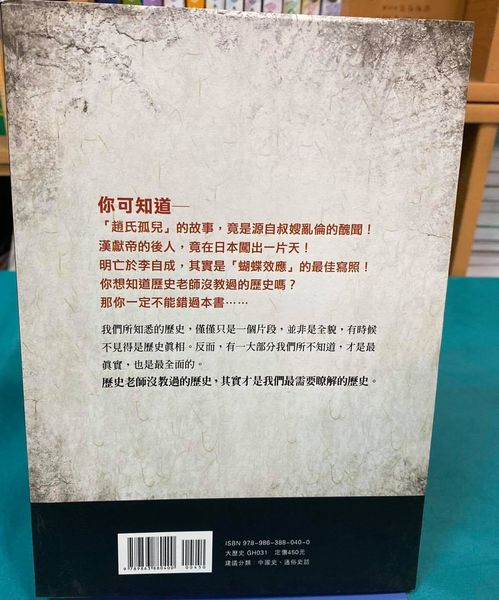 你可知道—
「趙氏孤兒」的故事，竟是源自叔嫂亂倫的醜聞！
漢獻帝的後人，竟在日本闖出一片天！
明亡於李自成，其實是「蝴蝶效應」的最佳寫照！
你想知道歷史老師沒教過的歷史嗎？
那你一定不能錯過本書……
我們所知悉的歷史，僅僅只是一個片段，並非是全貌，有時候
不見得是歷史眞相。反而，有一大部分我們所不知道，才是最
眞實，也是最全面的。
歷史老師沒教過的歷史，其實才是我們最需要瞭解的歷史。
ISBN 978-986-388-040-0
大歷史 GH031 定價450元
建議分類：中國史、通俗史話
9 789863 880400
00450